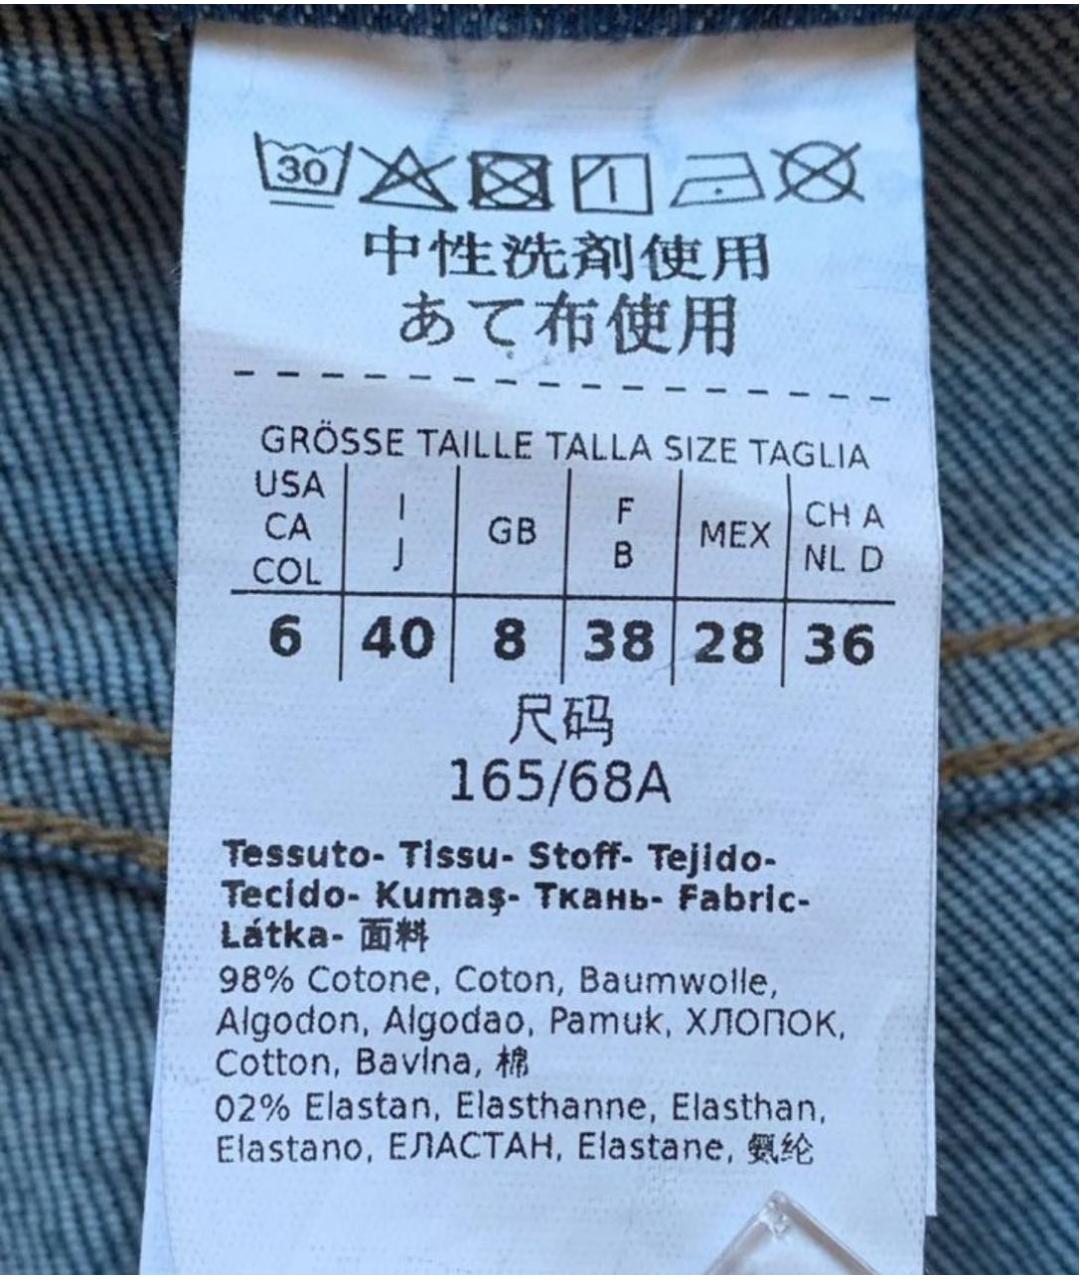 30
中性洗剤使用
あて布使用
GRÖSSE TAILLE TALLA SIZE TAGLIA
USA CA COL I J GB F B MEX CH A NL D
6 40 8 38 28 36
尺码
165/68A
Tessuto- Tissu- Stoff- Tejido-
Tecido- Kumaş- Ткань- Fabric-
Látka- 面料
98% Cotone, Coton, Baumwolle,
Algodon, Algodao, Pamuk, ХЛОПОК,
Cotton, Bavlna, 棉
02% Elastan, Elasthanne, Elasthan,
Elastano, ЕЛАСТАН, Elastane, 氨纶